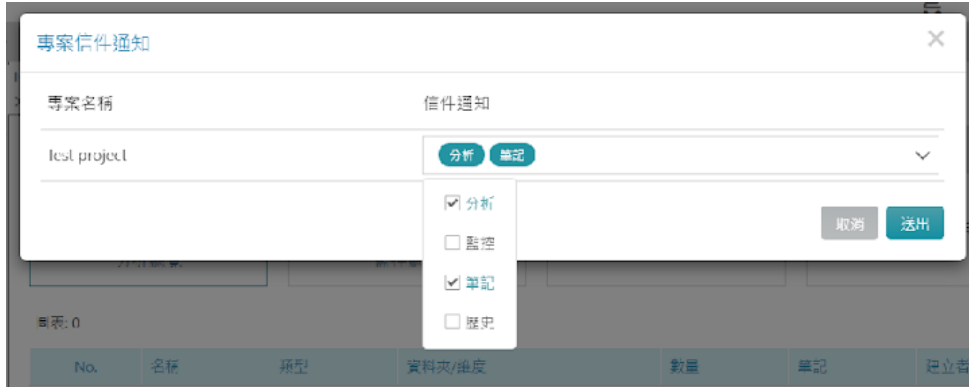 專案信件通知
專案名稱 信件通知
Test project 分析 筆記
分析
監控
筆記
歷史
取消 送出
圖表: 0
No. 名稱 類型 資料夾/維度 數量 筆記 建立者